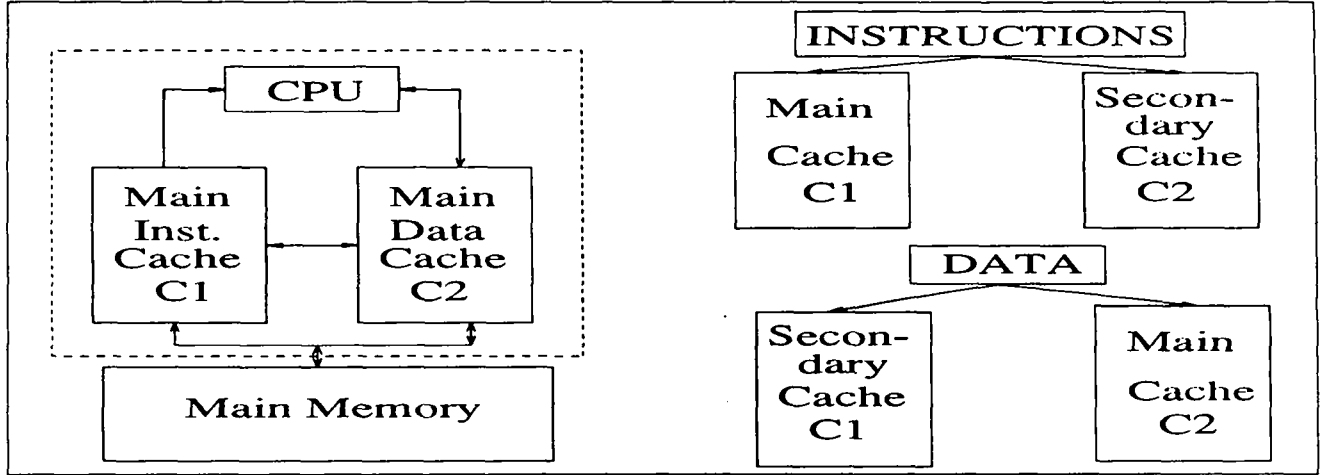 CPU
Main
Inst.
Cache
C1
Main
Data
Cache
C2
Main Memory
INSTRUCTIONS
Main
Cache
C1
Secon-
dary
Cache
C2
DATA
Secon-
dary
Cache
C1
Main
Cache
C2